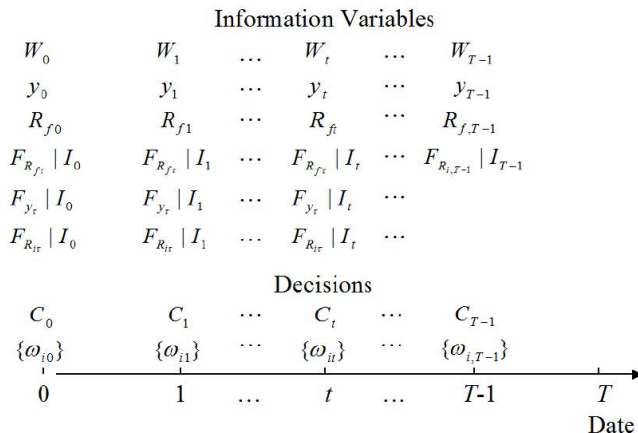 Information Variables
W_0 W_1 ... W_t ... W_{T-1}
y_0 y_1 ... y_t ... y_{T-1}
R_{f0} R_{f1} ... R_{ft} ... R_{f,T-1}
F_{R_{fτ}} | I_0 F_{R_{fτ}} | I_1 ... F_{R_{fτ}} | I_t ... F_{R_{i,T-1}} | I_{T-1}
F_{y_τ} | I_0 F_{y_τ} | I_1 ... F_{y_τ} | I_t ...
F_{R_{iτ}} | I_0 F_{R_{iτ}} | I_1 ... F_{R_{iτ}} | I_t ...
Decisions
C_0 C_1 ... C_t ... C_{T-1}
{ω_{i0}} {ω_{i1}} ... {ω_{it}} ... {ω_{i,T-1}}
0 1 ... t ... T-1 T
Date